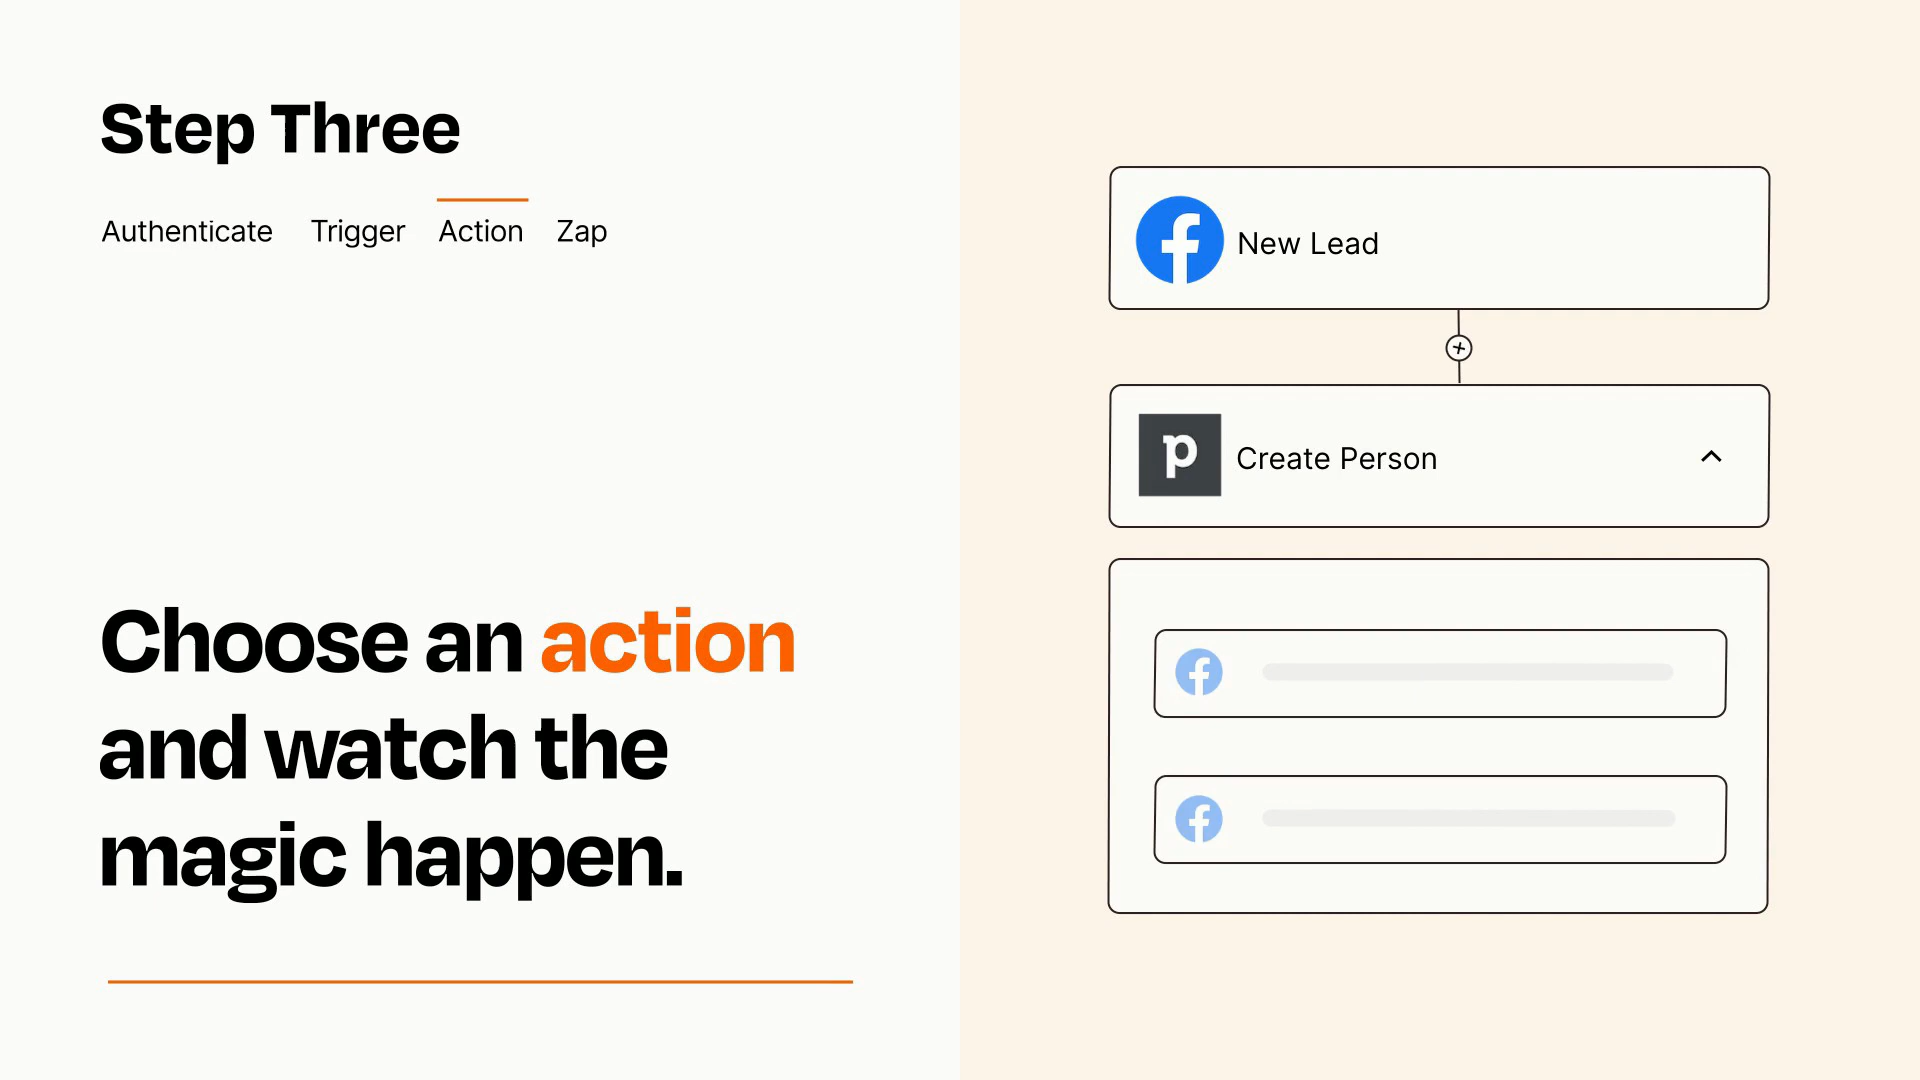 Step Three
Authenticate Trigger Action Zap
Choose an action
and watch the
magic happen.
New Lead
p
Create Person